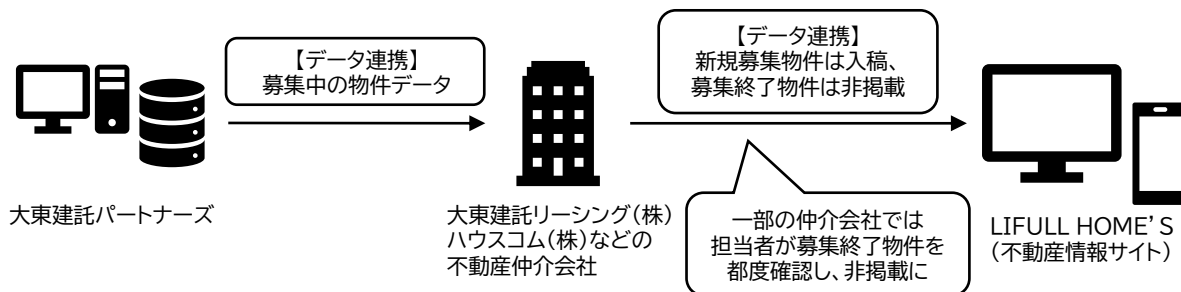 【データ連携】
募集中の物件データ
【データ連携】
新規募集物件は入稿、
募集終了物件は非掲載
大東建託パートナーズ
大東建託リーシング(株)
ハウスコム(株)などの
不動産仲介会社
一部の仲介会社では
担当者が募集終了物件を
都度確認し、非掲載に
LIFULL HOME'S
(不動産情報サイト)